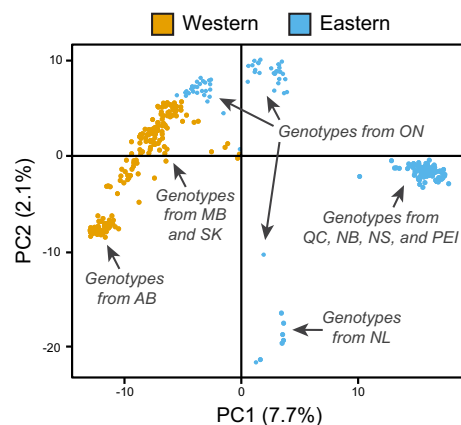 Western Eastern
10
0
-10
-20
PC2 (2.1%)
Genotypes from ON
Genotypes
from MB
and SK
Genotypes from
QC, NB, NS, and PEI
Genotypes
from AB
Genotypes
from NL
-10 0 10
PC1 (7.7%)